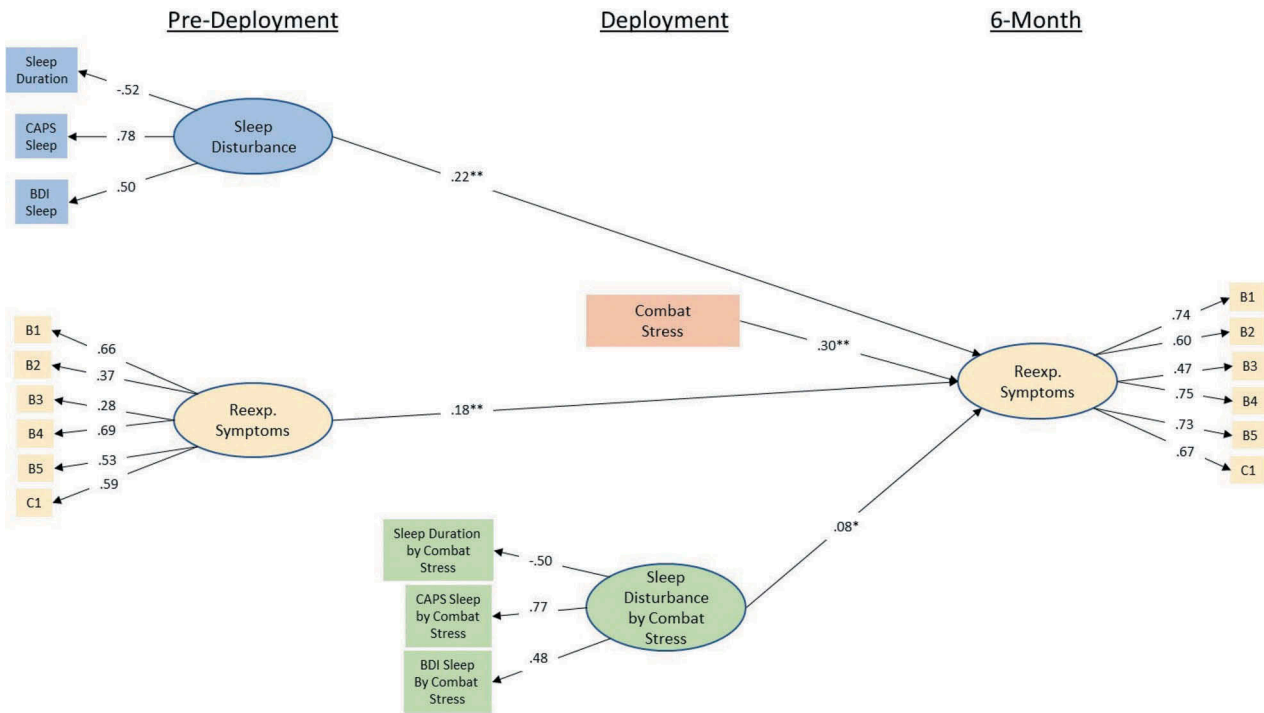 Pre-Deployment
Deployment
6-Month
Sleep
Duration
-.52
CAPS
Sleep
.78
Sleep
Disturbance
BDI
Sleep
.50
.22**
Combat
Stress
.30**
B1
.66
B2
.37
B3
.28
B4
.69
B5
.53
C1
.59
Reexp.
Symptoms
.18**
Reexp.
Symptoms
.74
B1
.60
B2
.47
B3
.75
B4
.73
B5
.67
C1
Sleep Duration
by Combat
Stress
-.50
CAPS Sleep
by Combat
Stress
.77
BDI Sleep
By Combat
Stress
.48
Sleep
Disturbance
by Combat
Stress
.08*